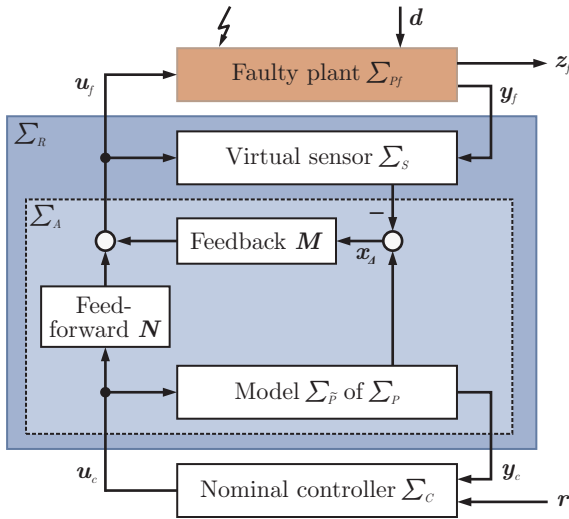 d
Faulty plant Σ_Pf
z_f
u_f
y_f
Σ_R
Virtual sensor Σ_S
Σ_A
−
Feedback M
x_Δ
Feed-
forward N
Model Σ_P̃ of Σ_P
u_c
y_c
Nominal controller Σ_C
r